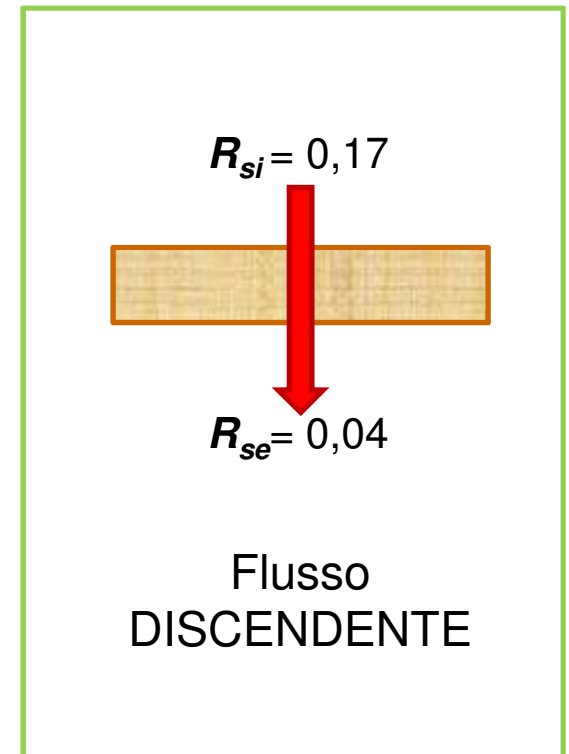 Rsi = 0,17
Rse= 0,04
Flusso
DISCENDENTE